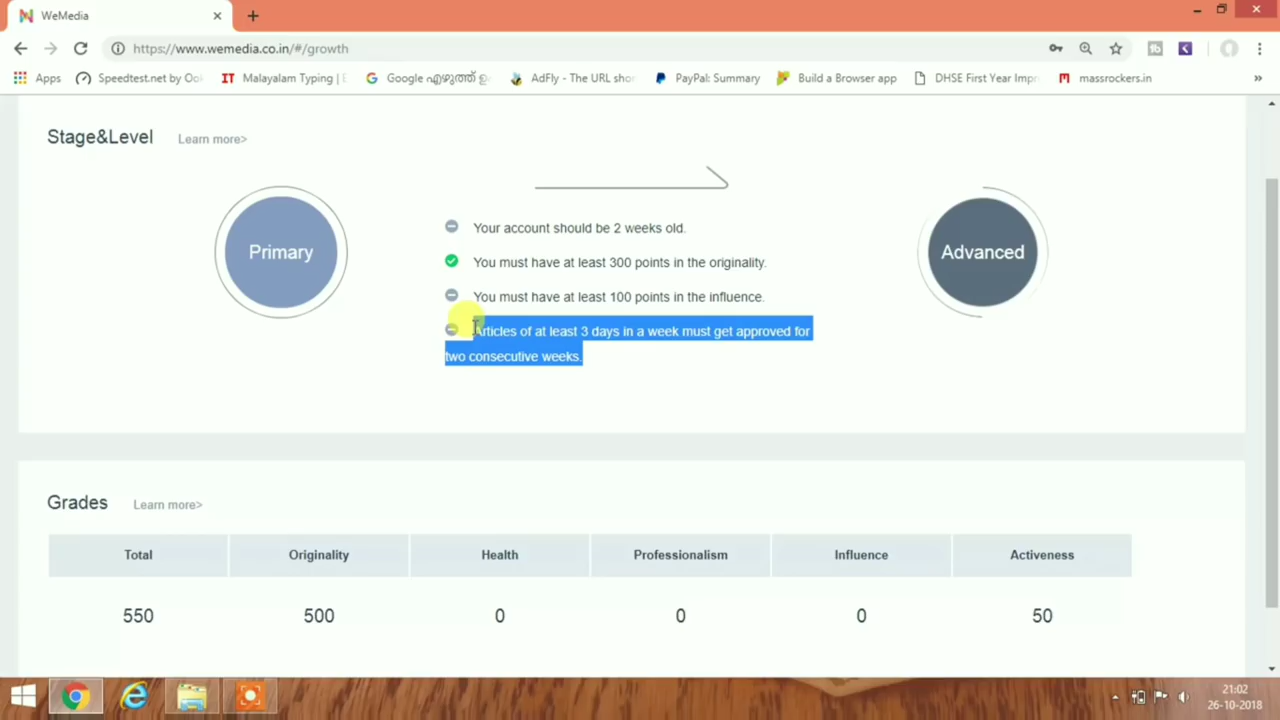 WeMedia
https://www.wemedia.co.in/#/growth
Apps Speedtest.net by Ook Malayalam Typing | Google എഴുത്ത് ഉ AdFly - The URL shor PayPal: Summary Build a Browser app DHSE First Year Impr massrockers.in »
Stage&Level Learn more>
Primary
Your account should be 2 weeks old.
You must have at least 300 points in the originality.
You must have at least 100 points in the influence.
Articles of at least 3 days in a week must get approved for
two consecutive weeks.
Advanced
Grades Learn more>
Total Originality Health Professionalism Influence Activeness
550 500 0 0 0 50
21:02
26-10-2018